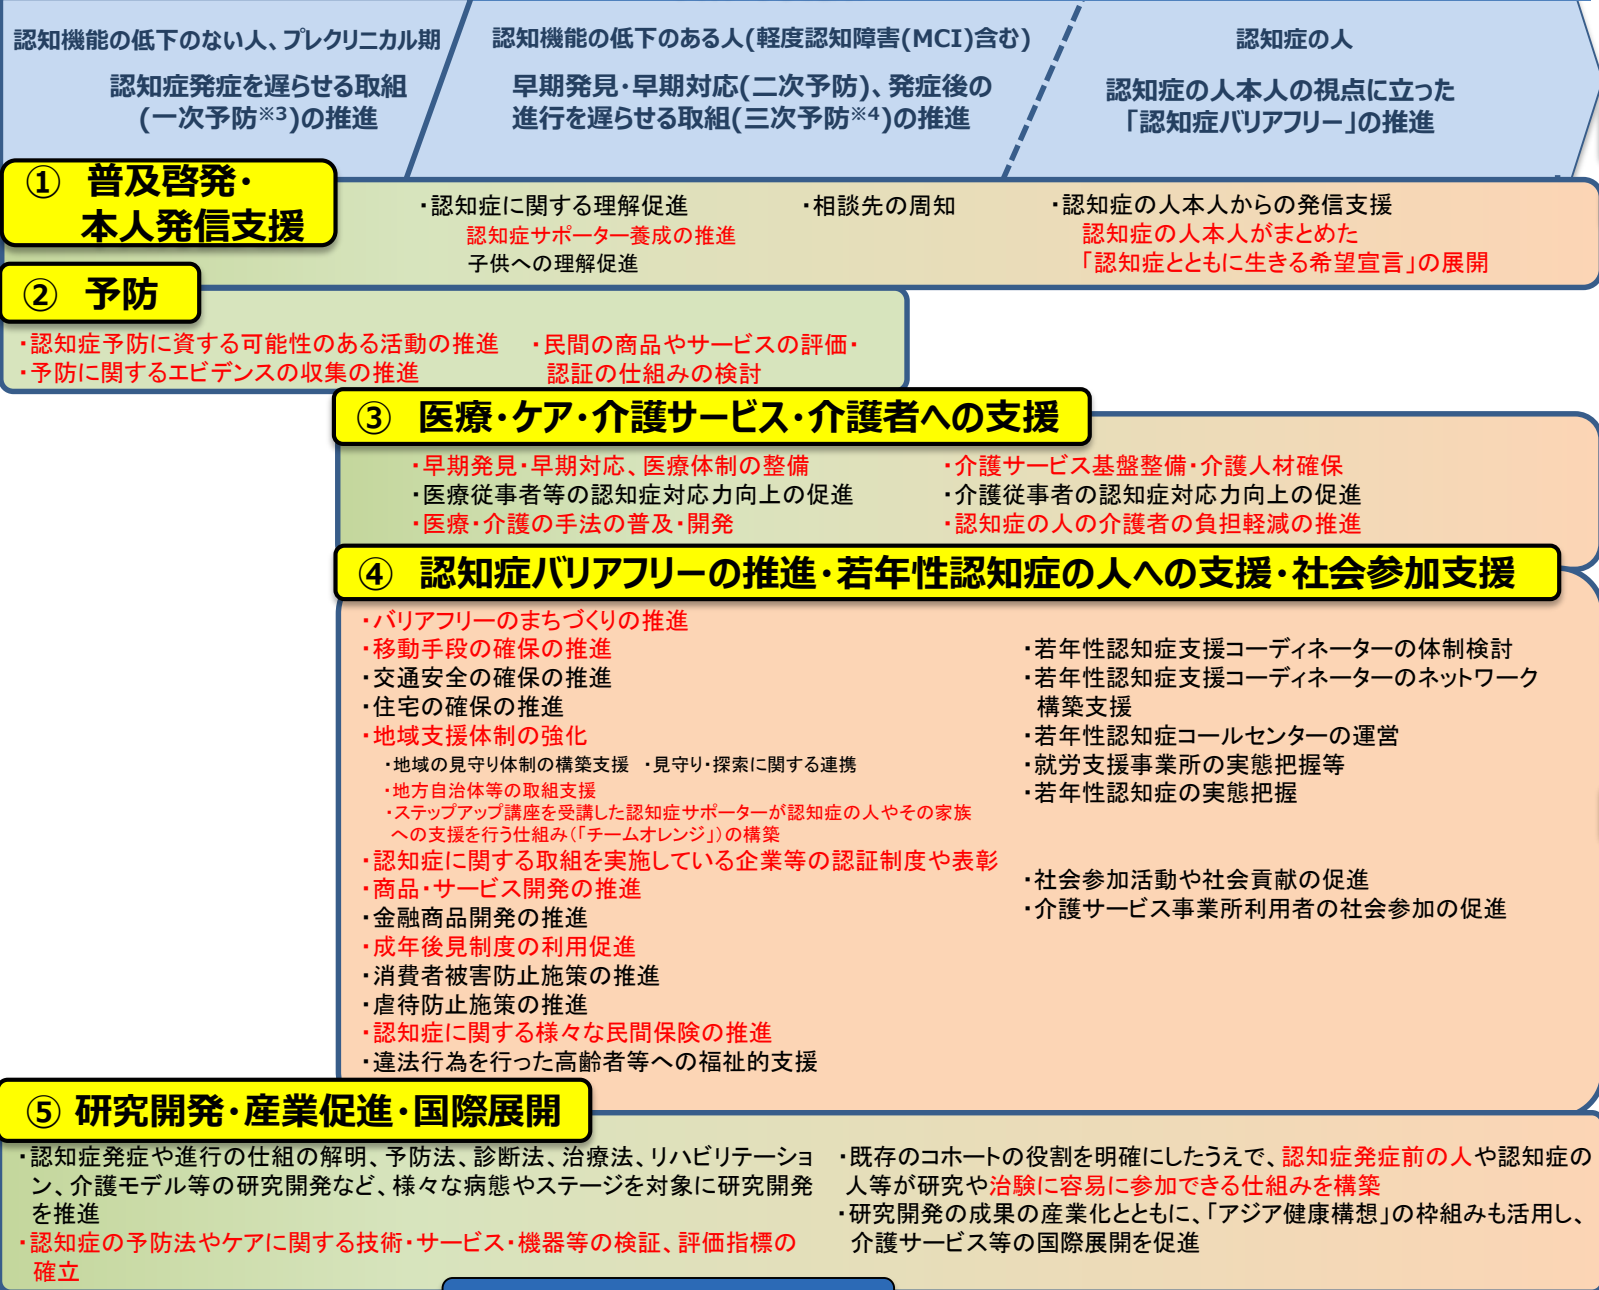 認知機能の低下のない人、プレクリニカル期
認知症発症を遅らせる取組
(一次予防※3)の推進
認知機能の低下のある人(軽度認知障害(MCI)含む)
早期発見・早期対応(二次予防)、発症後の
進行を遅らせる取組(三次予防※4)の推進
認知症の人
認知症の人本人の視点に立った
「認知症バリアフリー」の推進
① 普及啓発・
本人発信支援
・認知症に関する理解促進
認知症サポーター養成の推進
子供への理解促進
・相談先の周知
・認知症の人本人からの発信支援
認知症の人本人がまとめた
「認知症とともに生きる希望宣言」の展開
② 予防
・認知症予防に資する可能性のある活動の推進
・予防に関するエビデンスの収集の推進
・民間の商品やサービスの評価・
認証の仕組みの検討
③ 医療・ケア・介護サービス・介護者への支援
・早期発見・早期対応、医療体制の整備
・医療従事者等の認知症対応力向上の促進
・医療・介護の手法の普及・開発
・介護サービス基盤整備・介護人材確保
・介護従事者の認知症対応力向上の促進
・認知症の人の介護者の負担軽減の推進
④ 認知症バリアフリーの推進・若年性認知症の人への支援・社会参加支援
・バリアフリーのまちづくりの推進
・移動手段の確保の推進
・交通安全の確保の推進
・住宅の確保の推進
・地域支援体制の強化
・地域の見守り体制の構築支援 ・見守り・探索に関する連携
・地方自治体等の取組支援
・ステップアップ講座を受講した認知症サポーターが認知症の人やその家族
への支援を行う仕組み(「チームオレンジ」)の構築
・認知症に関する取組を実施している企業等の認証制度や表彰
・商品・サービス開発の推進
・金融商品開発の推進
・成年後見制度の利用促進
・消費者被害防止施策の推進
・虐待防止施策の推進
・認知症に関する様々な民間保険の推進
・違法行為を行った高齢者等への福祉的支援
・若年性認知症支援コーディネーターの体制検討
・若年性認知症支援コーディネーターのネットワーク
構築支援
・若年性認知症コールセンターの運営
・就労支援事業所の実態把握等
・若年性認知症の実態把握
・社会参加活動や社会貢献の促進
・介護サービス事業所利用者の社会参加の促進
⑤ 研究開発・産業促進・国際展開
・認知症発症や進行の仕組の解明、予防法、診断法、治療法、リハビリテーショ
ン、介護モデル等の研究開発など、様々な病態やステージを対象に研究開発
を推進
・認知症の予防法やケアに関する技術・サービス・機器等の検証、評価指標の
確立
・既存のコホートの役割を明確にしたうえで、認知症発症前の人や認知症の
人等が研究や治験に容易に参加できる仕組みを構築
・研究開発の成果の産業化とともに、「アジア健康構想」の枠組みも活用し、
介護サービス等の国際展開を促進